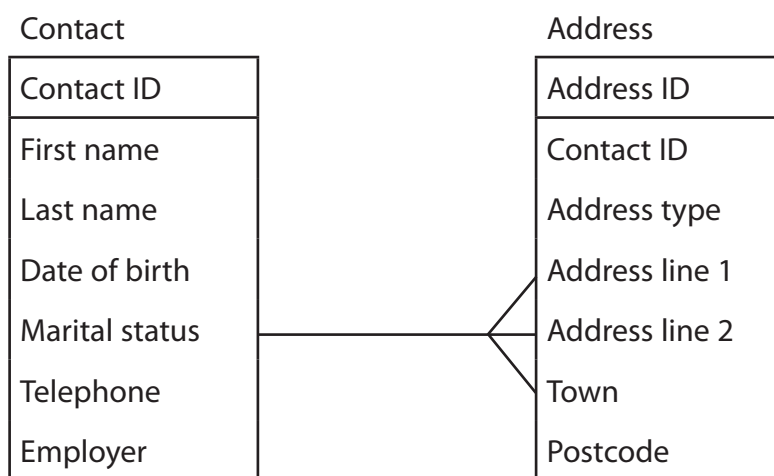 Contact
Contact ID
First name
Last name
Date of birth
Marital status
Telephone
Employer
Address
Address ID
Contact ID
Address type
Address line 1
Address line 2
Town
Postcode